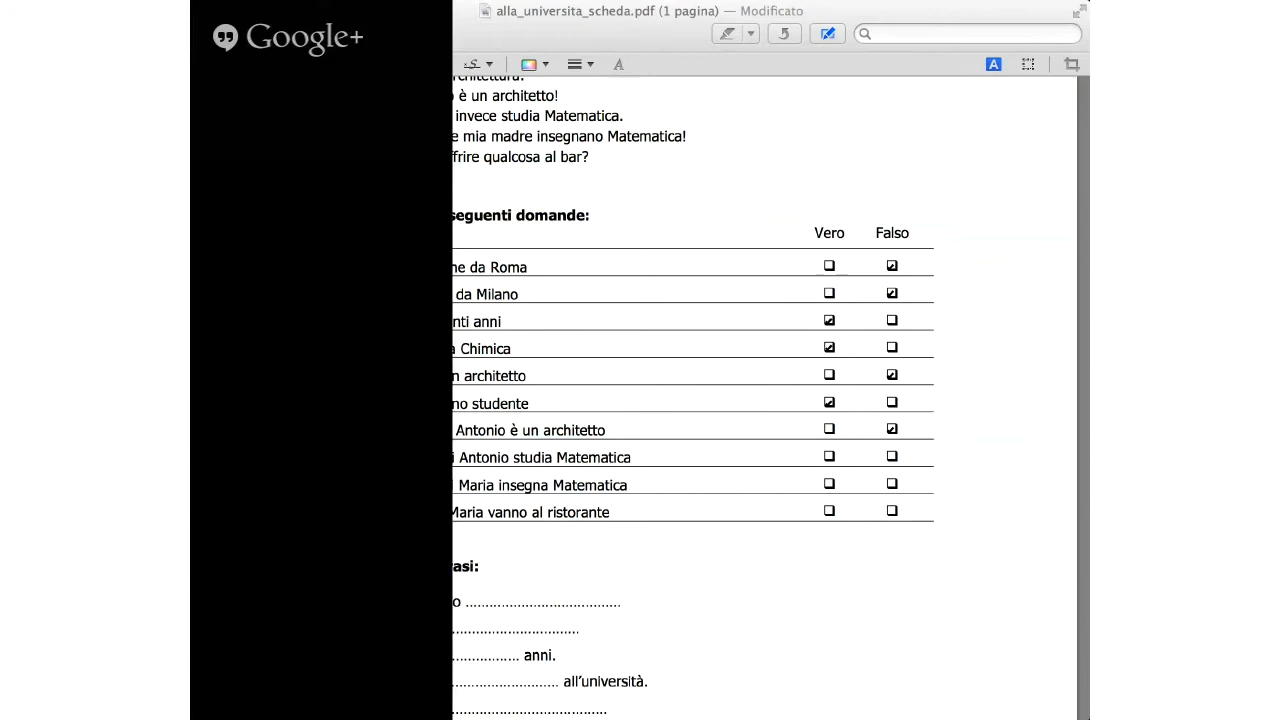 Google+
alla_universita_scheda.pdf (1 pagina) — Modificato
S A A
architettura.
è un architetto!
invece studia Matematica.
e mia madre insegnano Matematica!
frire qualcosa al bar?
seguenti domande:
Vero Falso
ne da Roma
da Milano
nti anni
a Chimica
n architetto
no studente
Antonio è un architetto
i Antonio studia Matematica
i Maria insegna Matematica
Maria vanno al ristorante
asi:
o .......................................
................................
................. anni.
........................... all'università.
.......................................